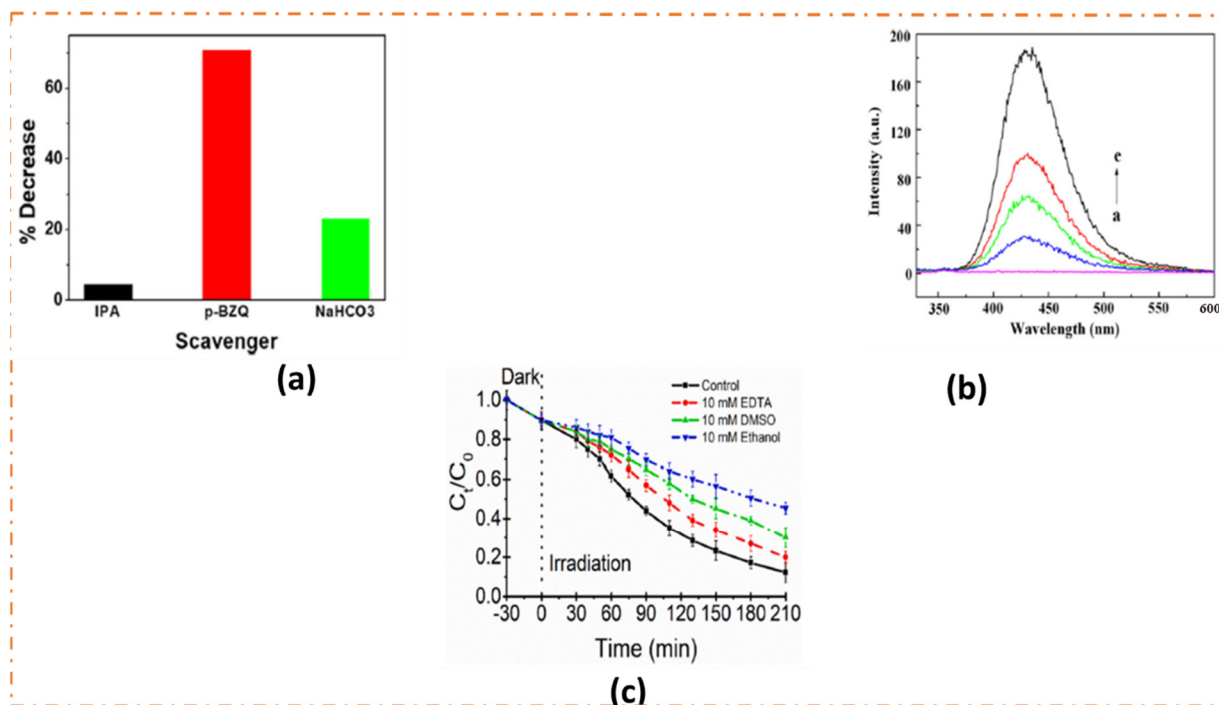 60
40
20
0
% Decrease
IPA
p-BZQ
NaHCO3
Scavenger
(a)
200
160
120
80
40
0
Intensity (a.u.)
e
a
350
400
450
500
550
600
Wavelength (nm)
(b)
Dark
Control
10 mM EDTA
10 mM DMSO
10 mM Ethanol
1.0
0.8
0.6
0.4
0.2
0.0
Ct/C0
Irradiation
-30 0 30 60 90 120 150 180 210
Time (min)
(c)